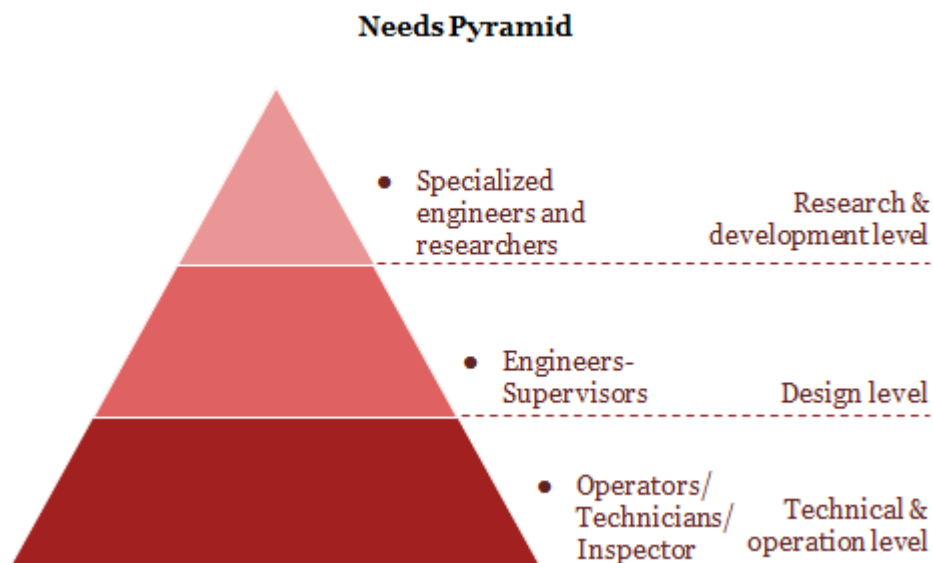 Needs Pyramid
● Specialized
engineers and
researchers
Research &
development level
● Engineers-
Supervisors
Design level
● Operators/
Technicians/
Inspector
Technical &
operation level